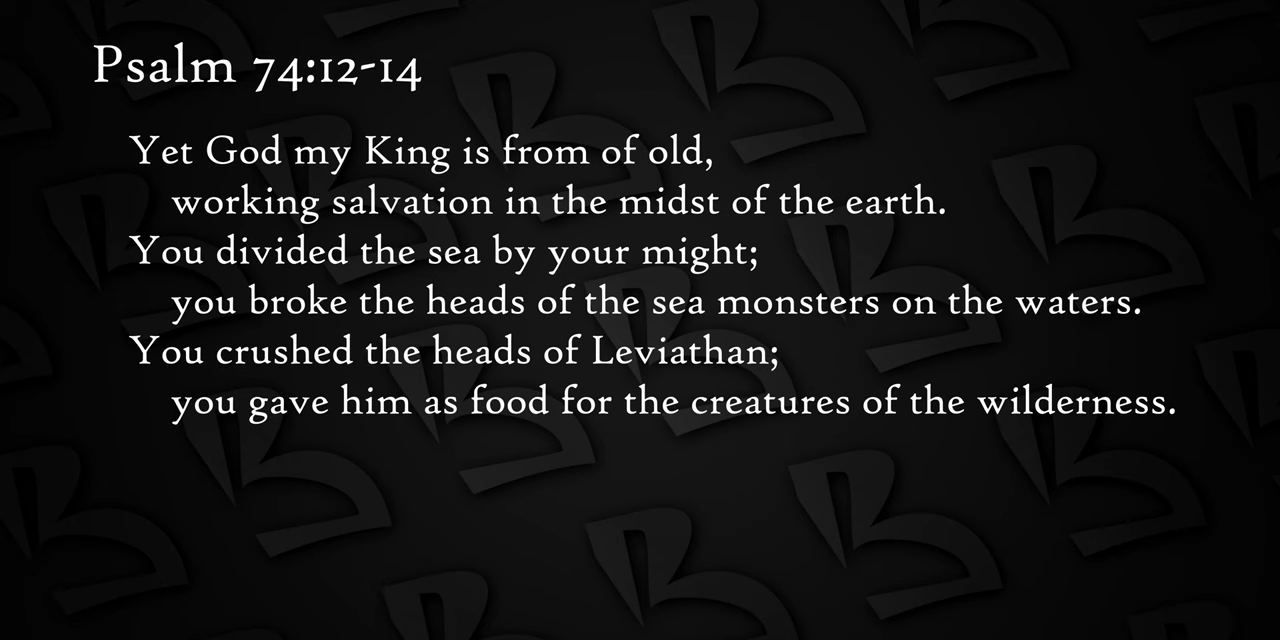 Psalm 74:12-14
Yet God my King is from of old,
working salvation in the midst of the earth.
You divided the sea by your might;
you broke the heads of the sea monsters on the waters.
You crushed the heads of Leviathan;
you gave him as food for the creatures of the wilderness.